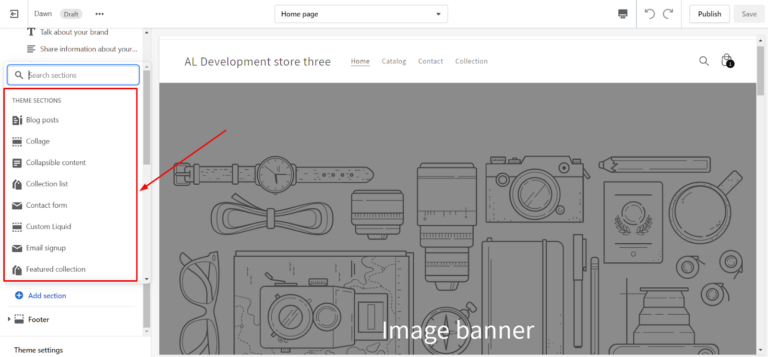 Dawn Draft ••• Home page Publish Save
Talk about your brand
Share information about your...
Search sections
THEME SECTIONS
Blog posts
Collage
Collapsible content
Collection list
Contact form
Custom Liquid
Email signup
Featured collection
Add section
Footer
Theme settings
AL Development store three Home Catalog Contact Collection 1
Image banner